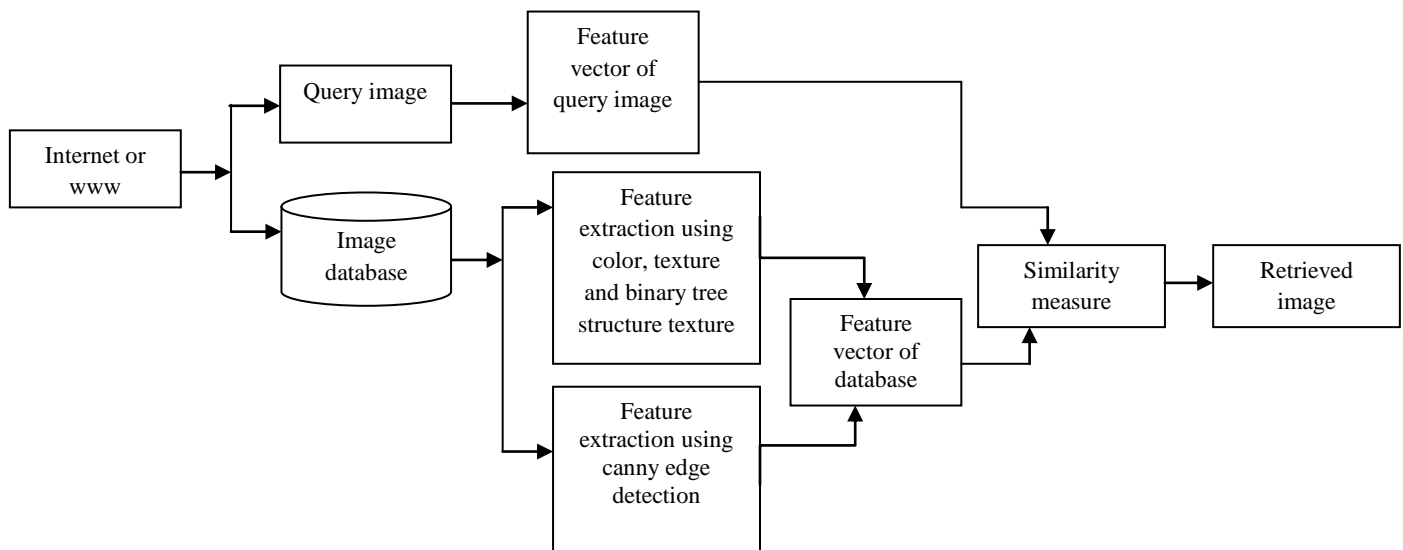 Internet or
www
Query image
Feature
vector of
query image
Image
database
Feature
extraction using
color, texture
and binary tree
structure texture
Feature
extraction using
canny edge
detection
Feature
vector of
database
Similarity
measure
Retrieved
image